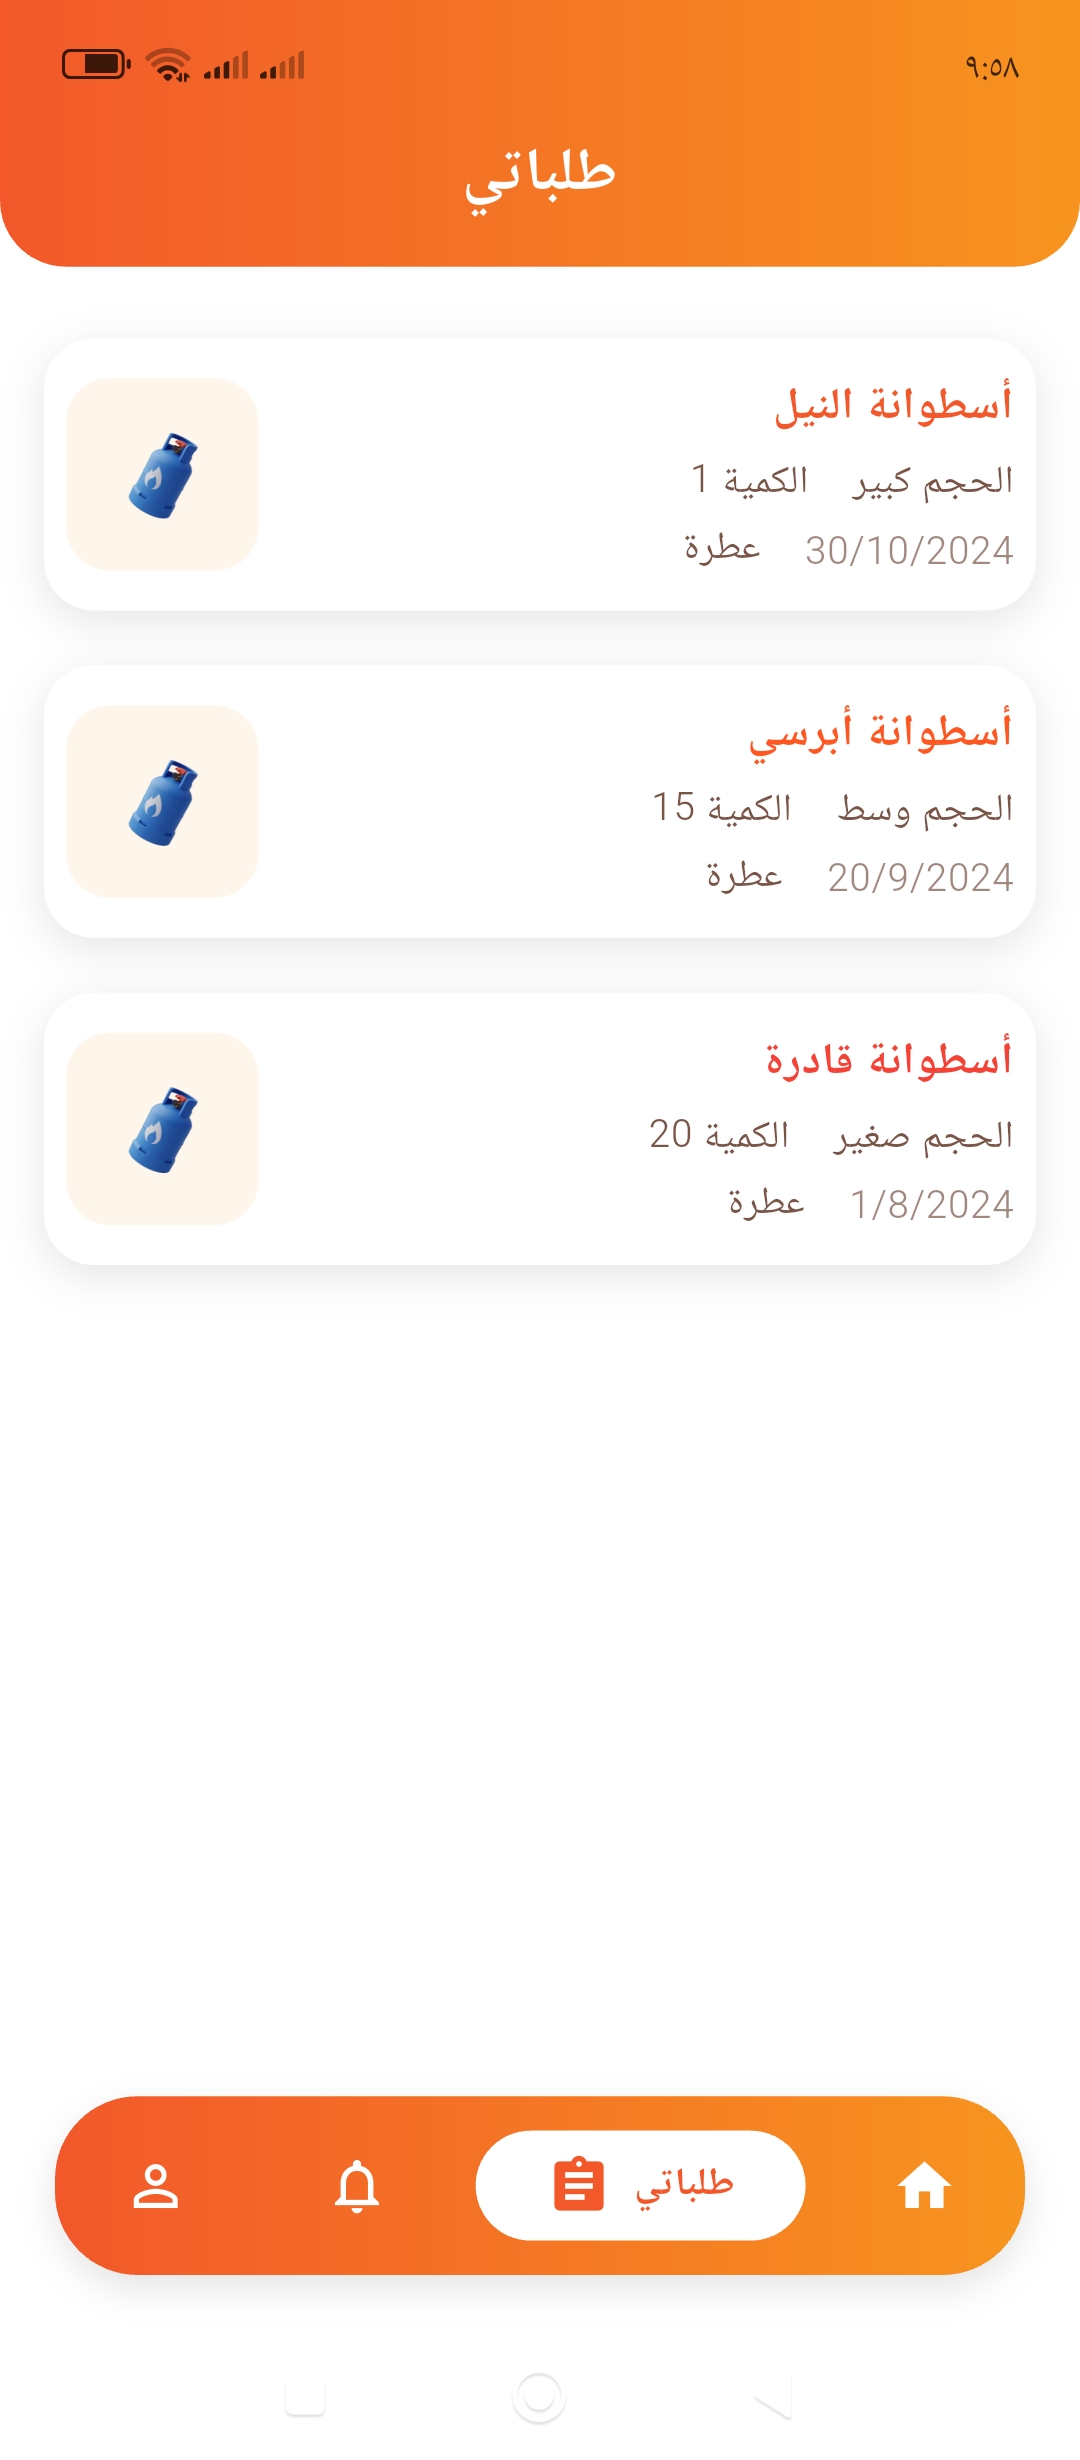 ٩:٥٨
طلباتي
أسطوانة النيل
الحجم كبير الكمية 1
30/10/2024 عطرة
أسطوانة أبرسي
الحجم وسط الكمية 15
20/9/2024 عطرة
أسطوانة قادرة
الحجم صغير الكمية 20
1/8/2024 عطرة
طلباتي